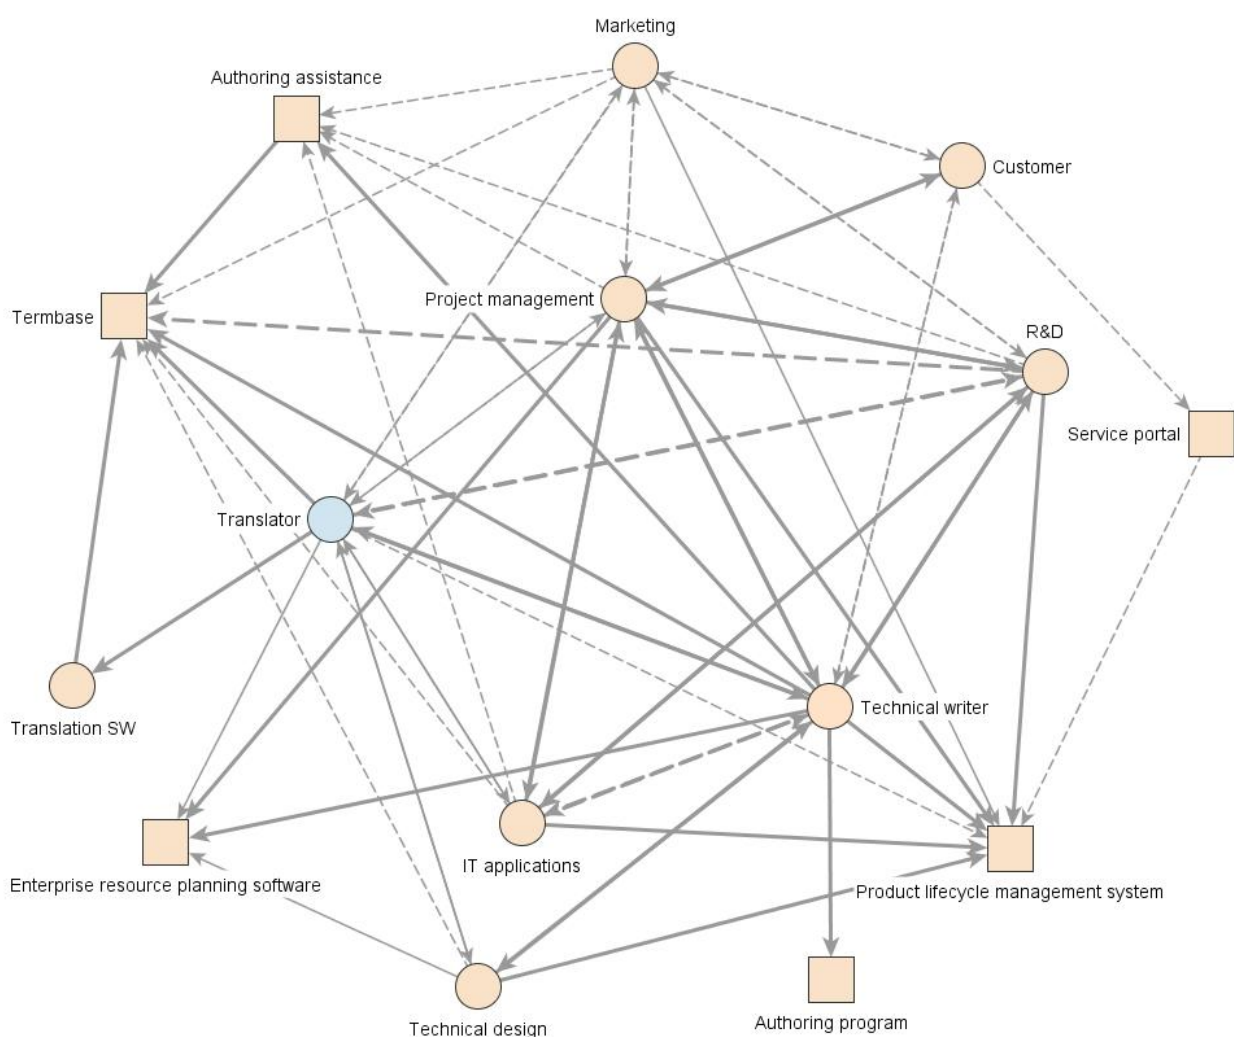 Marketing
Authoring assistance
Customer
Project management
Termbase
R&D
Service portal
Translator
Technical writer
Translation SW
IT applications
Enterprise resource planning software
Product lifecycle management system
Authoring program
Technical design